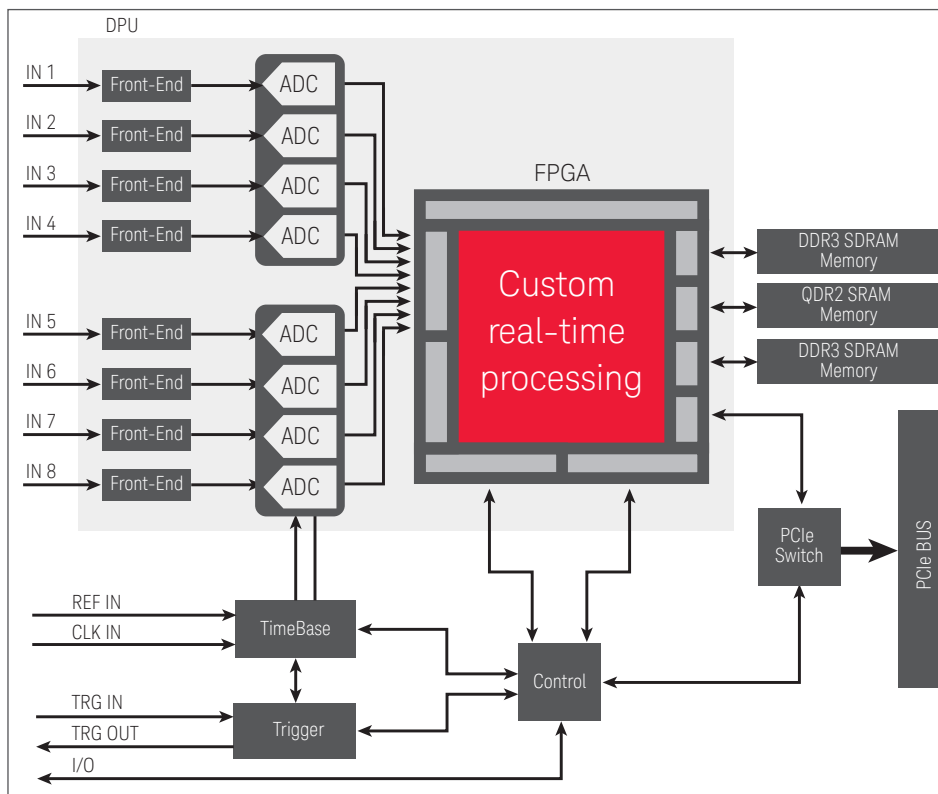 DPU
IN 1
Front-End
ADC
IN 2
Front-End
ADC
IN 3
Front-End
ADC
IN 4
Front-End
ADC
IN 5
Front-End
ADC
IN 6
Front-End
ADC
IN 7
Front-End
ADC
IN 8
Front-End
ADC
FPGA
Custom
real-time
processing
DDR3 SDRAM
Memory
QDR2 SRAM
Memory
DDR3 SDRAM
Memory
PCIe
Switch
PCIe BUS
REF IN
CLK IN
TimeBase
Control
TRG IN
TRG OUT
Trigger
I/O